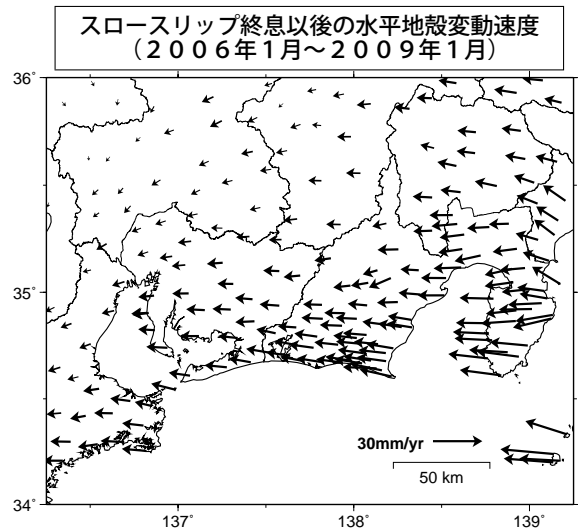 スロースリップ終息以後の水平地殻変動速度
(２００６年１月～２００９年１月)
36˚
35˚
34˚
30mm/yr
50 km
137˚
138˚
139˚